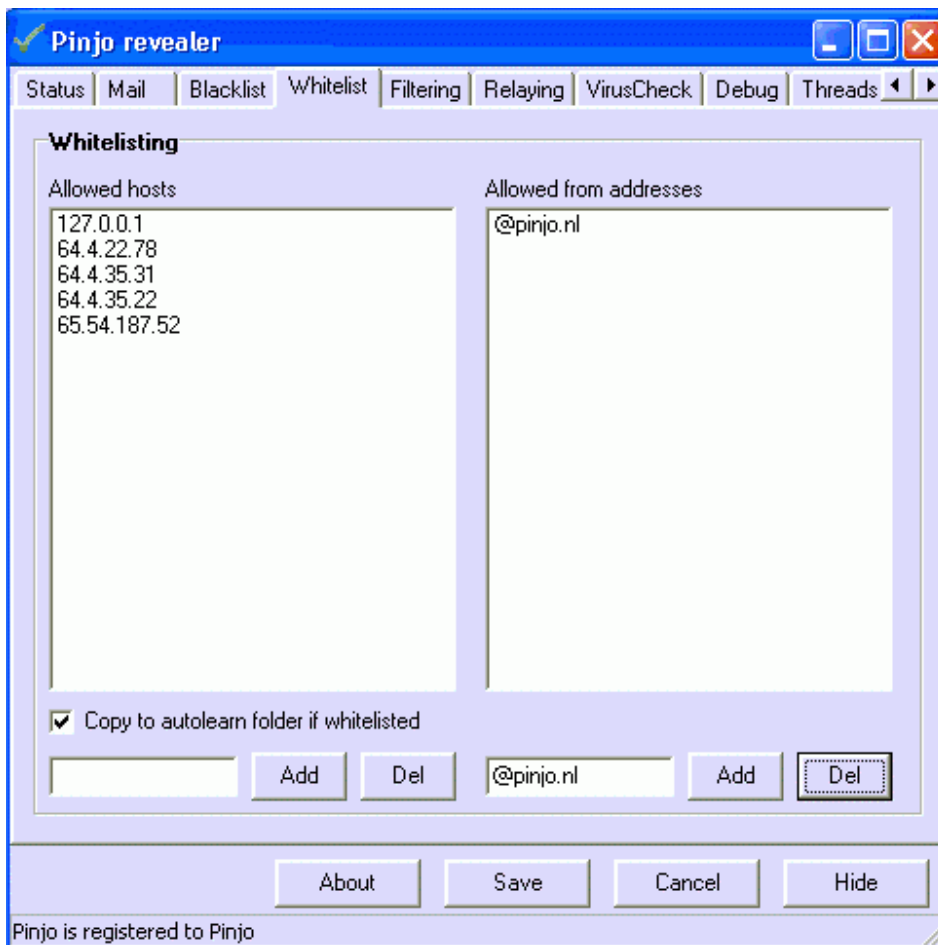 Pinjo revealer
Status Mail Blacklist Whitelist Filtering Relaying VirusCheck Debug Threads
Whitelisting
Allowed hosts
127.0.0.1
64.4.22.78
64.4.35.31
64.4.35.22
65.54.187.52
Allowed from addresses
@pinjo.nl
Copy to autolearn folder if whitelisted
Add Del @pinjo.nl Add Del
About Save Cancel Hide
Pinjo is registered to Pinjo